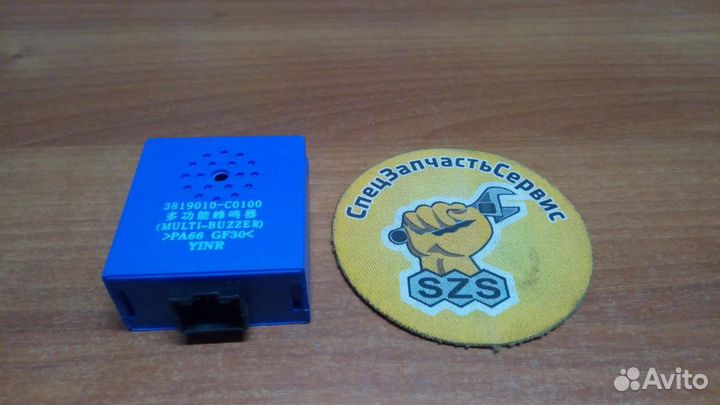 3819010-C0100
多功能蜂鸣器
(MULTI-BUZZER)
>PA66 GF30<
YINR
СпецЗапчастьСервис
SZS
Avito